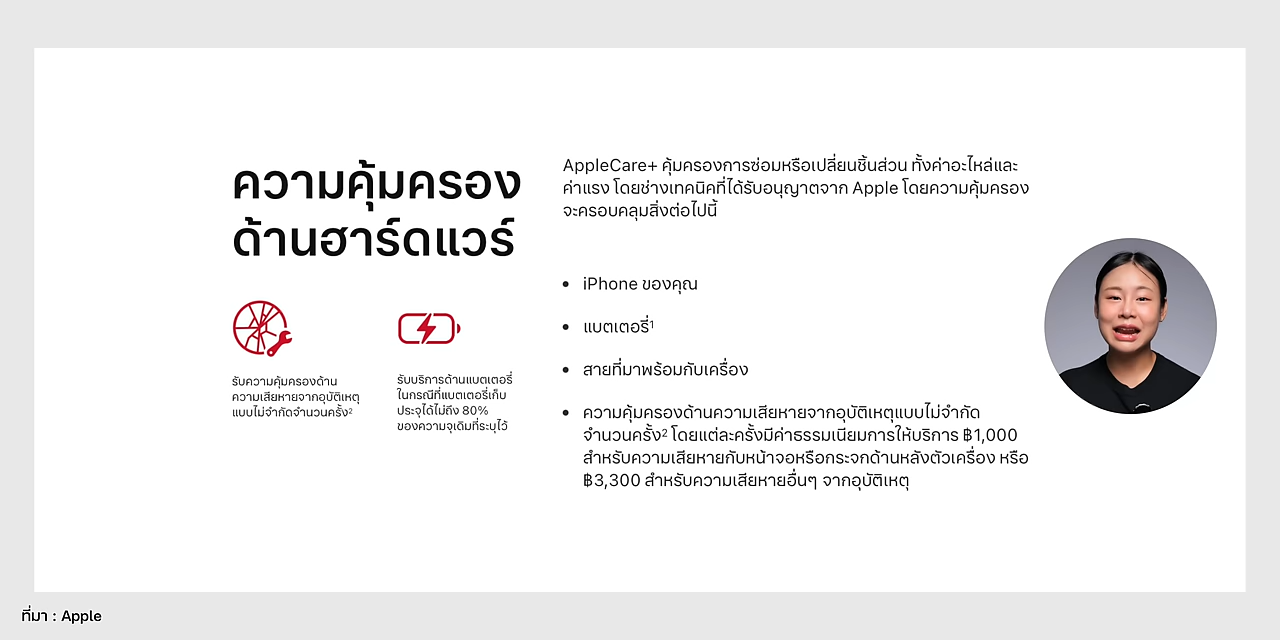 ความคุ้มครอง
ด้านฮาร์ดแวร์
รับความคุ้มครองด้าน
ความเสียหายจากอุบัติเหตุ
แบบไม่จำกัดจำนวนครั้ง²
รับบริการด้านแบตเตอรี่
ในกรณีที่แบตเตอรี่เก็บ
ประจุได้ไม่ถึง 80%
ของความจุเดิมที่ระบุไว้
AppleCare+ คุ้มครองการซ่อมหรือเปลี่ยนชิ้นส่วน ทั้งค่าอะไหล่และ
ค่าแรง โดยช่างเทคนิคที่ได้รับอนุญาตจาก Apple โดยความคุ้มครอง
จะครอบคลุมสิ่งต่อไปนี้
• iPhone ของคุณ
• แบตเตอรี่¹
• สายที่มาพร้อมกับเครื่อง
• ความคุ้มครองด้านความเสียหายจากอุบัติเหตุแบบไม่จำกัด
จำนวนครั้ง² โดยแต่ละครั้งมีค่าธรรมเนียมการให้บริการ ฿1,000
สำหรับความเสียหายกับหน้าจอหรือกระจกด้านหลังตัวเครื่อง หรือ
฿3,300 สำหรับความเสียหายอื่นๆ จากอุบัติเหตุ
ที่มา : Apple